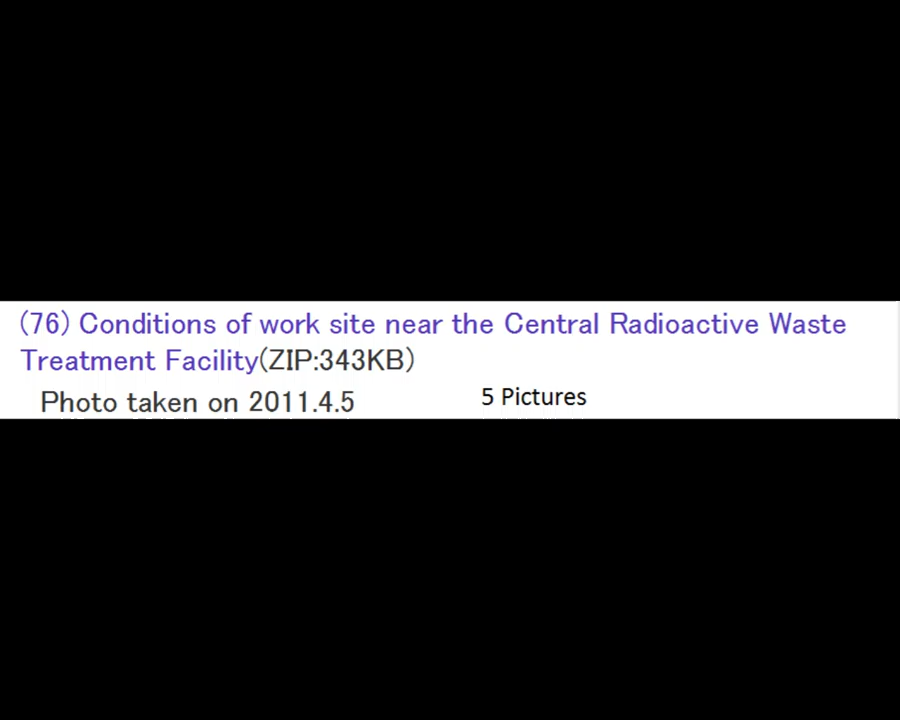 (76) Conditions of work site near the Central Radioactive Waste
Treatment Facility(ZIP:343KB)
Photo taken on 2011.4.5
5 Pictures